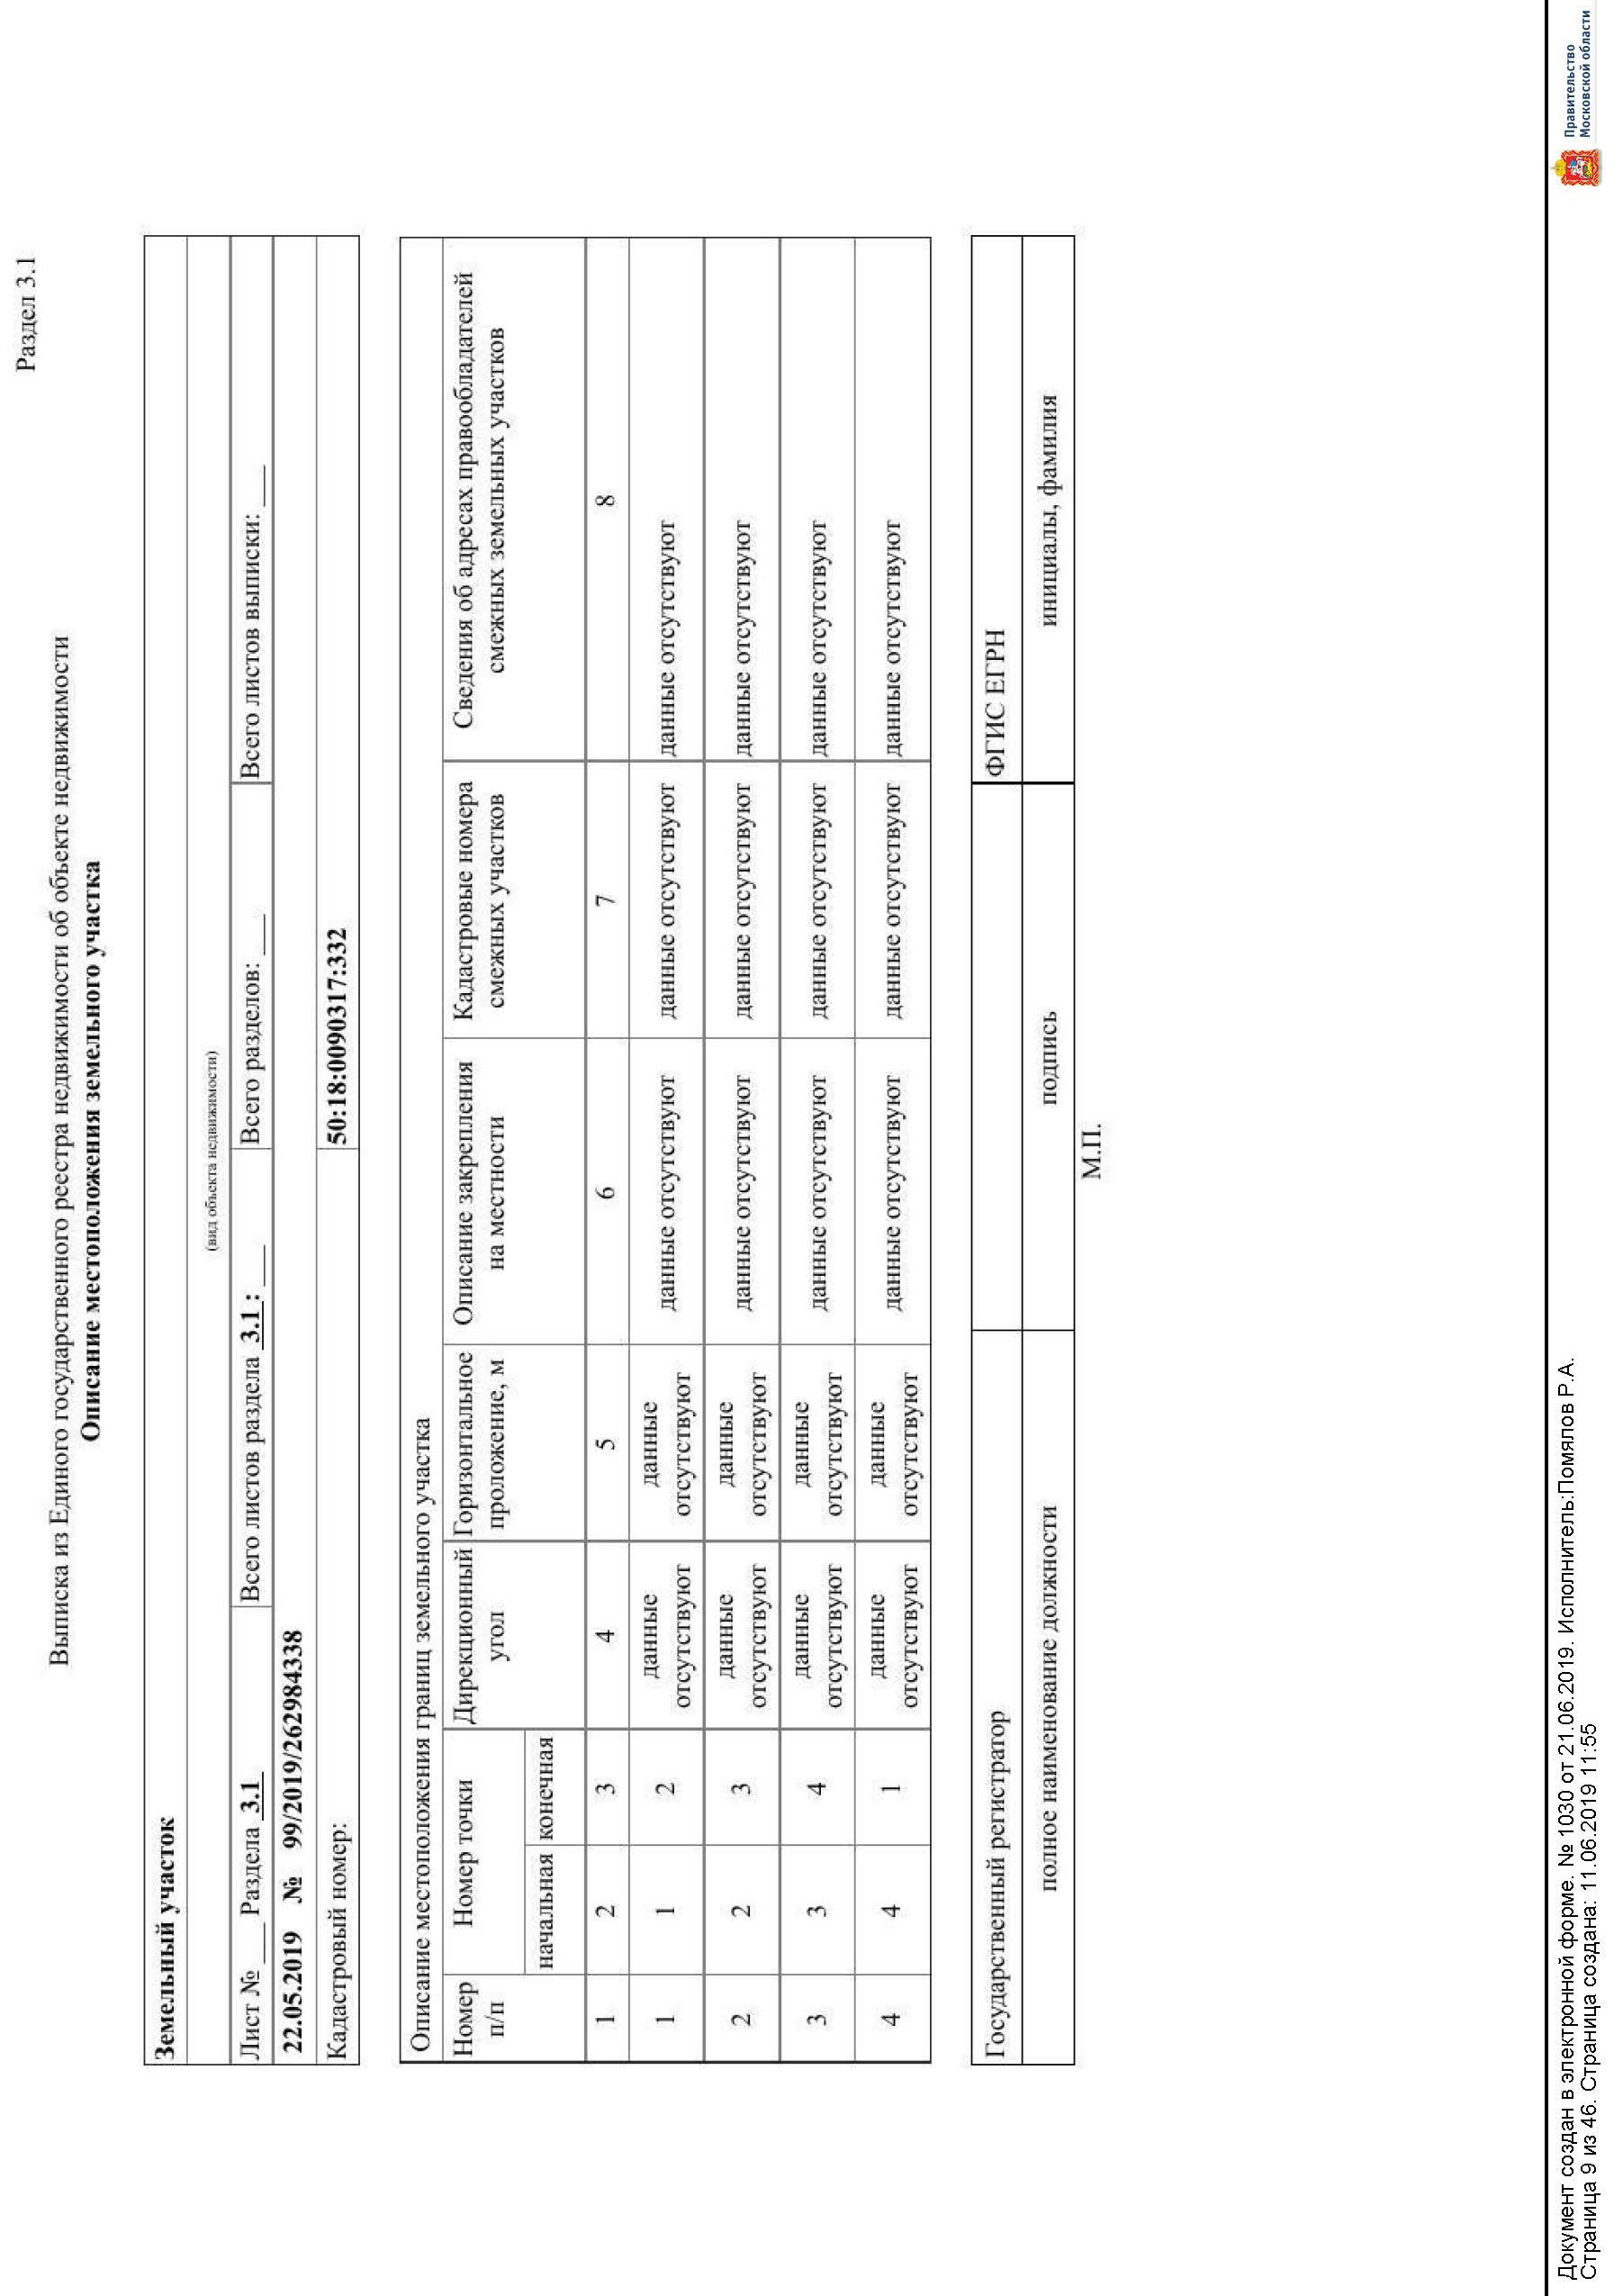 Раздел 3.1
Выписка из Единого государственного реестра недвижимости об объекте недвижимости
Описание местоположения земельного участка
Земельный участок
(вид объекта недвижимости)
Лист № ___ Раздела 3.1 Всего листов раздела 3.1 : ___ Всего разделов: ___ Всего листов выписки: ___
22.05.2019 № 99/2019/262984338
Кадастровый номер: 50:18:0090317:332
Описание местоположения границ земельного участка
Номер п/п Номер точки Дирекционный угол Горизонтальное проложение, м Описание закрепления на местности Кадастровые номера смежных участков Сведения об адресах правообладателей смежных земельных участков
начальная конечная
1 2 3 4 5 6 7 8
1 1 2 данные отсутствуют данные отсутствуют данные отсутствуют данные отсутствуют данные отсутствуют
2 2 3 данные отсутствуют данные отсутствуют данные отсутствуют данные отсутствуют данные отсутствуют
3 3 4 данные отсутствуют данные отсутствуют данные отсутствуют данные отсутствуют данные отсутствуют
4 4 1 данные отсутствуют данные отсутствуют данные отсутствуют данные отсутствуют данные отсутствуют
Государственный регистратор ФГИС ЕГРН
полное наименование должности подпись инициалы, фамилия
М.П.
Документ создан в электронной форме. № 1030 от 21.06.2019. Исполнитель:Помялов Р.А.
Страница 9 из 46. Страница создана: 11.06.2019 11:55
Правительство
Московской области